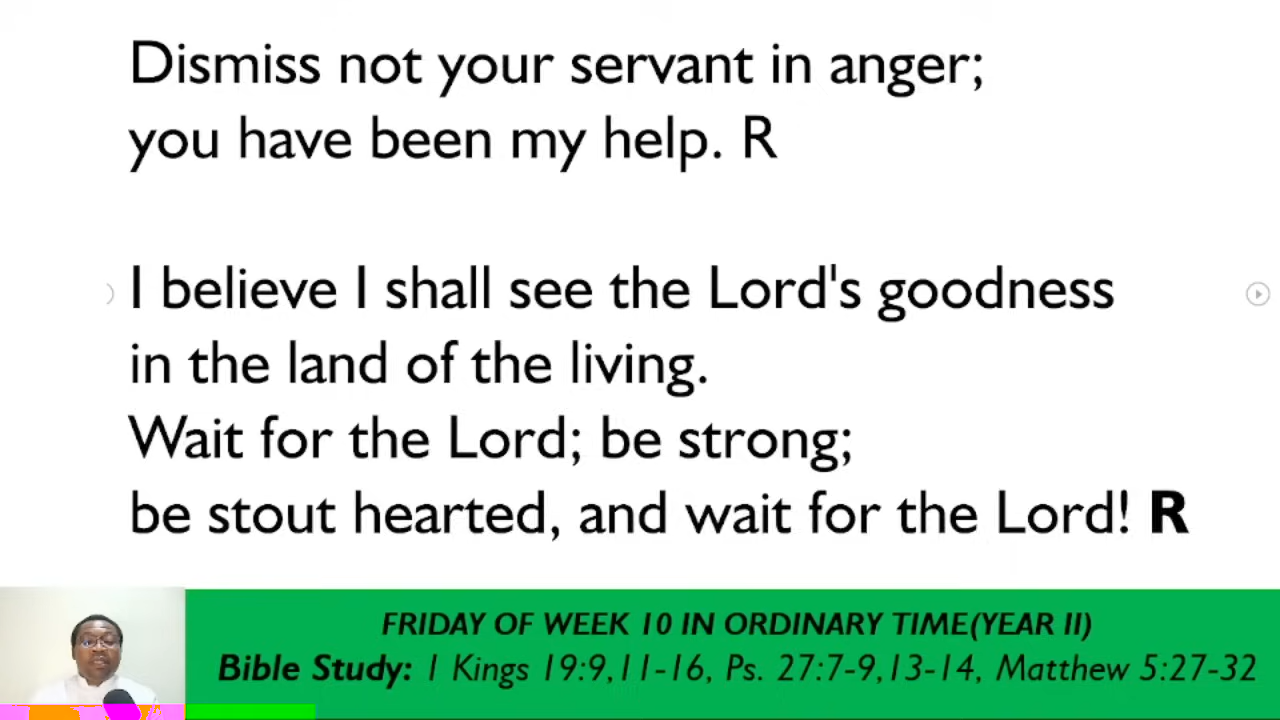 Dismiss not your servant in anger;
you have been my help. R
I believe I shall see the Lord's goodness
in the land of the living.
Wait for the Lord; be strong;
be stout hearted, and wait for the Lord! R
FRIDAY OF WEEK 10 IN ORDINARY TIME(YEAR II)
Bible Study: 1 Kings 19:9,11-16, Ps. 27:7-9,13-14, Matthew 5:27-32